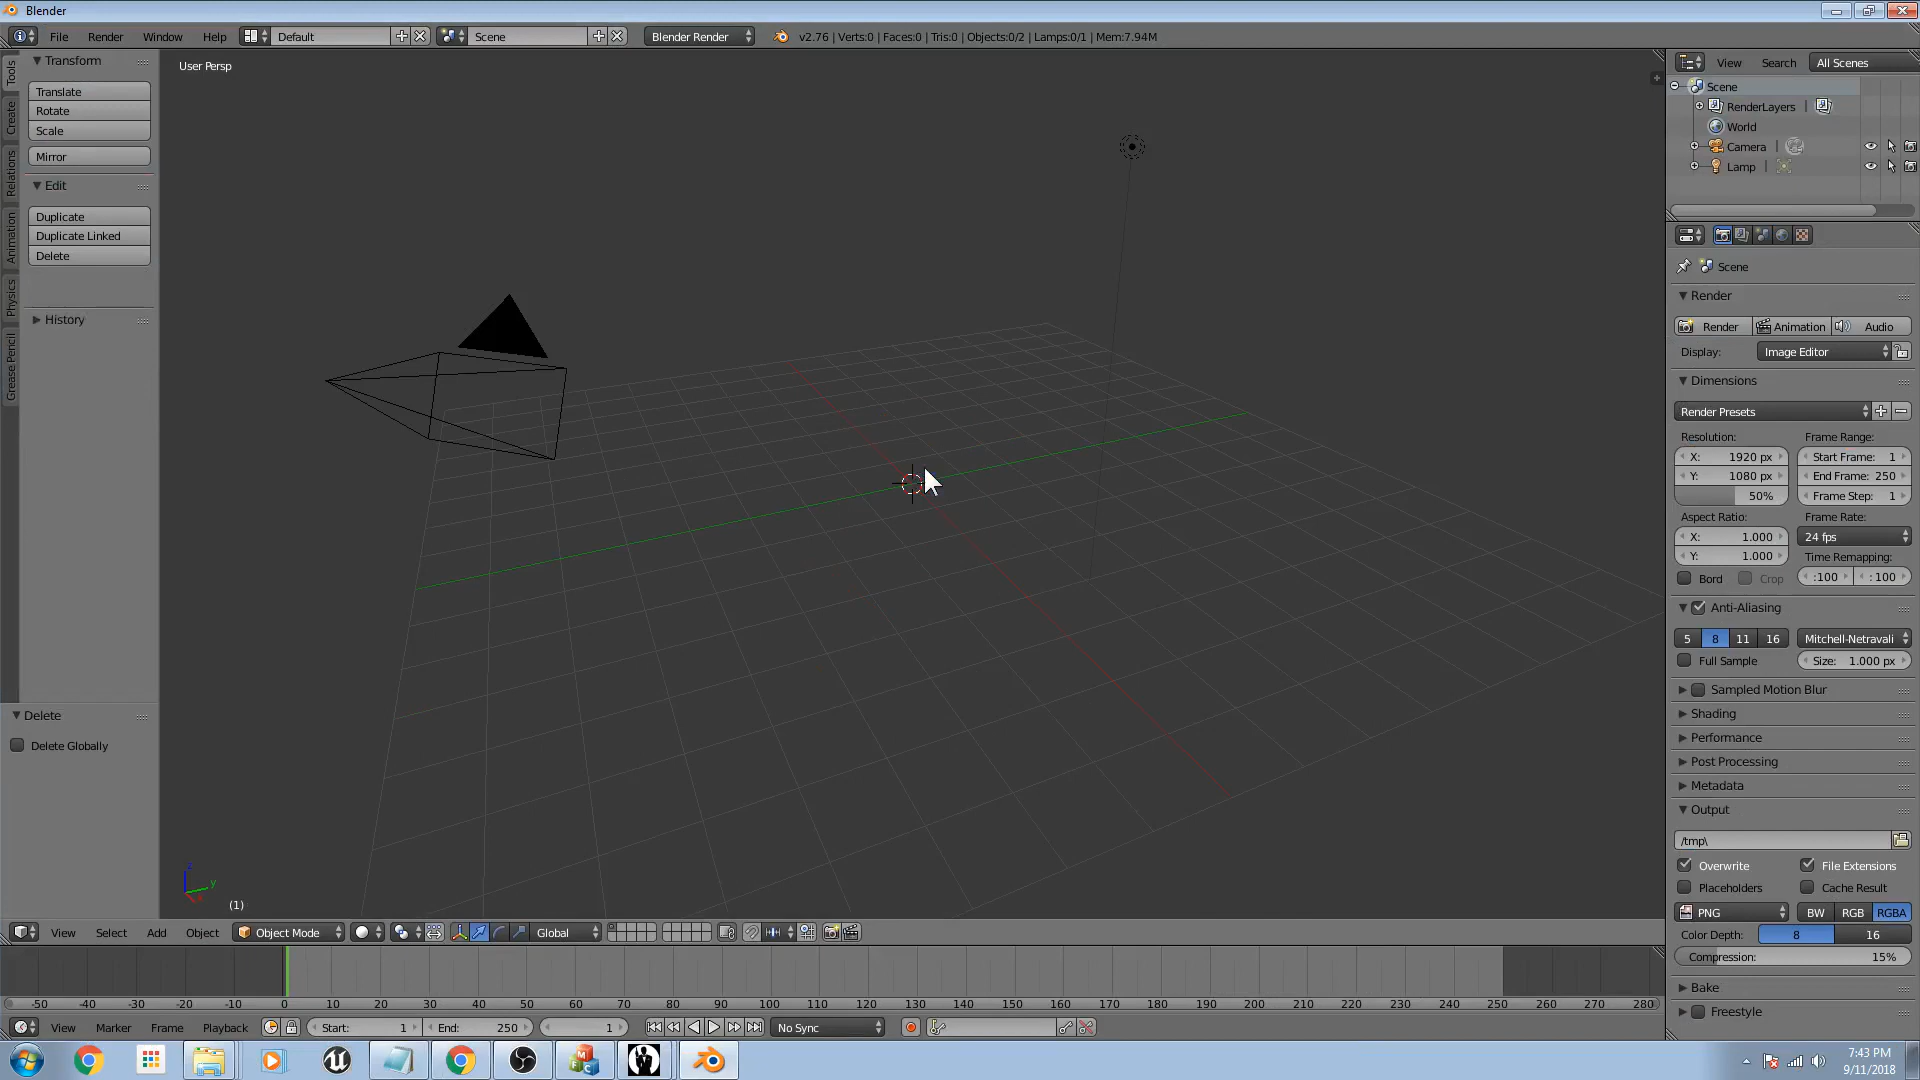 Blender
File Render Window Help Default Scene Blender Render v2.76 | Verts:0 | Faces:0 | Tris:0 | Objects:0/2 | Lamps:0/1 | Mem:7.94M
Tools
Create
Relations
Animation
Physics
Grease Pencil
Transform
Translate
Rotate
Scale
Mirror
Edit
Duplicate
Duplicate Linked
Delete
History
Delete
Delete Globally
User Persp
z
y
x
(1)
View Search All Scenes
Scene
RenderLayers |
World
Camera |
Lamp |
Scene
Render
Render Animation Audio
Display: Image Editor
Dimensions
Render Presets
Resolution: Frame Range:
X: 1920 px Start Frame: 1
Y: 1080 px End Frame: 250
50% Frame Step: 1
Aspect Ratio: Frame Rate:
X: 1.000 24 fps
Y: 1.000 Time Remapping:
Bord Crop :100 :100
Anti-Aliasing
5 8 11 16 Mitchell-Netravali
Full Sample Size: 1.000 px
Sampled Motion Blur
Shading
Performance
Post Processing
Metadata
Output
/tmp\
Overwrite File Extensions
Placeholders Cache Result
PNG BW RGB RGBA
Color Depth: 8 16
Compression: 15%
Bake
Freestyle
View Select Add Object Object Mode Global
-50 -40 -30 -20 -10 0 10 20 30 40 50 60 70 80 90 100 110 120 130 140 150 160 170 180 190 200 210 220 230 240 250 260 270 280
View Marker Frame Playback Start: 1 End: 250 1 No Sync
7:43 PM
9/11/2018